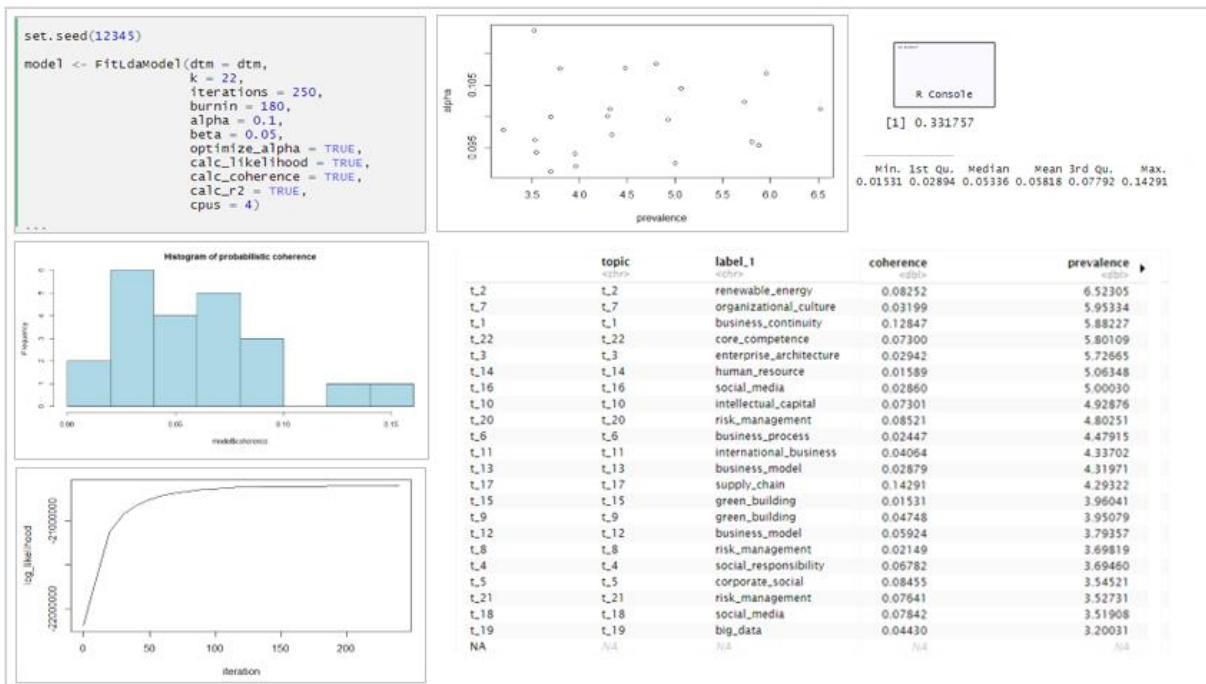 set.seed(12345)
model <- FitLdaModel(dtm = dtm,
k = 22,
iterations = 250,
burnin = 180,
alpha = 0.1,
beta = 0.05,
optimize_alpha = TRUE,
calc_likelihood = TRUE,
calc_coherence = TRUE,
calc_r2 = TRUE,
cpus = 4)
...
alpha
0.095
0.105
3.5 4.0 4.5 5.0 5.5 6.0 6.5
prevalence
R Console
[1] 0.331757
Min. 1st Qu. Median Mean 3rd Qu. Max.
0.01531 0.02894 0.05336 0.05818 0.07792 0.14291
Histogram of probabilistic coherence
Frequency
0.00 0.05 0.10 0.15
model$coherence
log_likelihood
-21000000
-22000000
0 50 100 150 200
iteration
topic label_1 coherence prevalence
<chr> <chr> <dbl> <dbl>
t_2 t_2 renewable_energy 0.08252 6.52305
t_7 t_7 organizational_culture 0.03199 5.95334
t_1 t_1 business_continuity 0.12847 5.88227
t_22 t_22 core_competence 0.07300 5.80109
t_3 t_3 enterprise_architecture 0.02942 5.72665
t_14 t_14 human_resource 0.01589 5.06348
t_16 t_16 social_media 0.02860 5.00030
t_10 t_10 intellectual_capital 0.07301 4.92876
t_20 t_20 risk_management 0.08521 4.80251
t_6 t_6 business_process 0.02447 4.47915
t_11 t_11 international_business 0.04064 4.33702
t_13 t_13 business_model 0.02879 4.31971
t_17 t_17 supply_chain 0.14291 4.29322
t_15 t_15 green_building 0.01531 3.96041
t_9 t_9 green_building 0.04748 3.95079
t_12 t_12 business_model 0.05924 3.79357
t_8 t_8 risk_management 0.02149 3.69819
t_4 t_4 social_responsibility 0.06782 3.69460
t_5 t_5 corporate_social 0.08455 3.54521
t_21 t_21 risk_management 0.07641 3.52731
t_18 t_18 social_media 0.07842 3.51908
t_19 t_19 big_data 0.04430 3.20031
NA NA NA NA NA